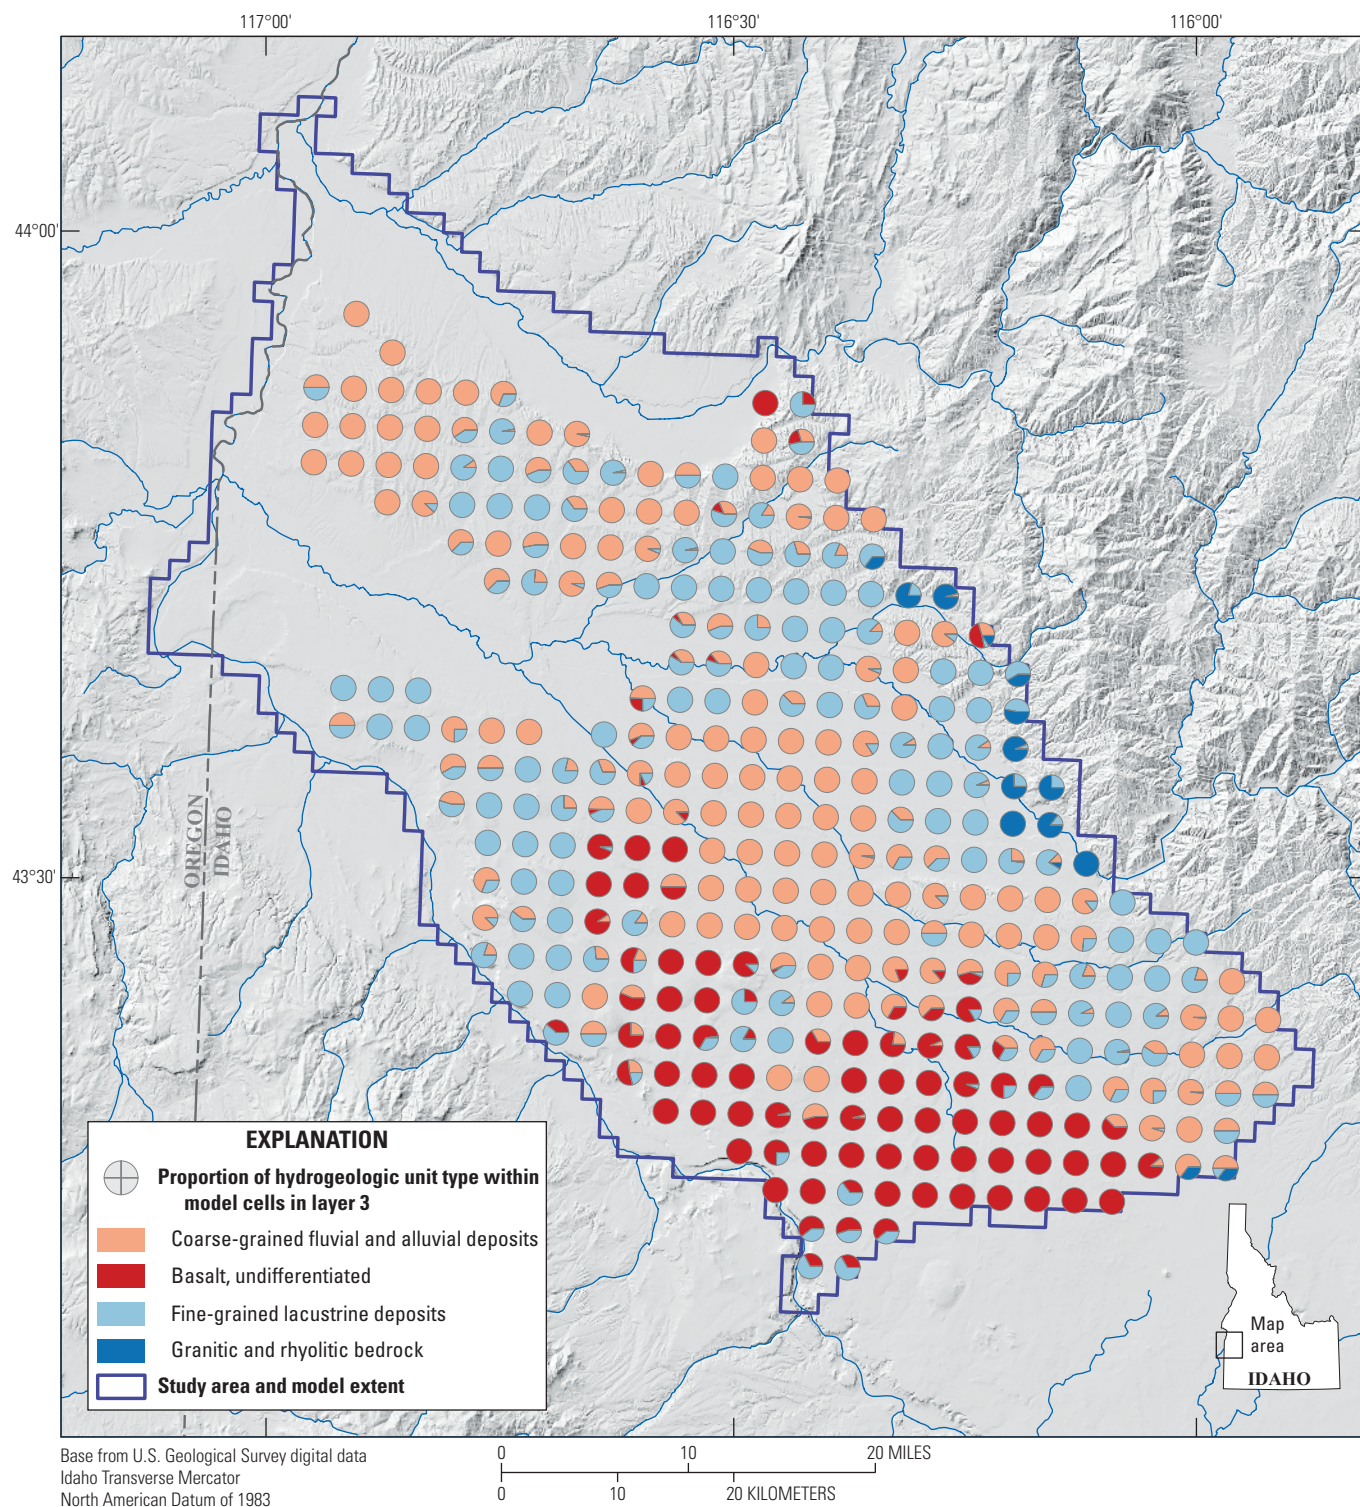 117°00'
116°30'
116°00'
44°00'
43°30'
OREGON
IDAHO
EXPLANATION
Proportion of hydrogeologic unit type within
model cells in layer 3
Coarse-grained fluvial and alluvial deposits
Basalt, undifferentiated
Fine-grained lacustrine deposits
Granitic and rhyolitic bedrock
Study area and model extent
Map
area
IDAHO
Base from U.S. Geological Survey digital data
Idaho Transverse Mercator
North American Datum of 1983
0 10 20 MILES
0 10 20 KILOMETERS